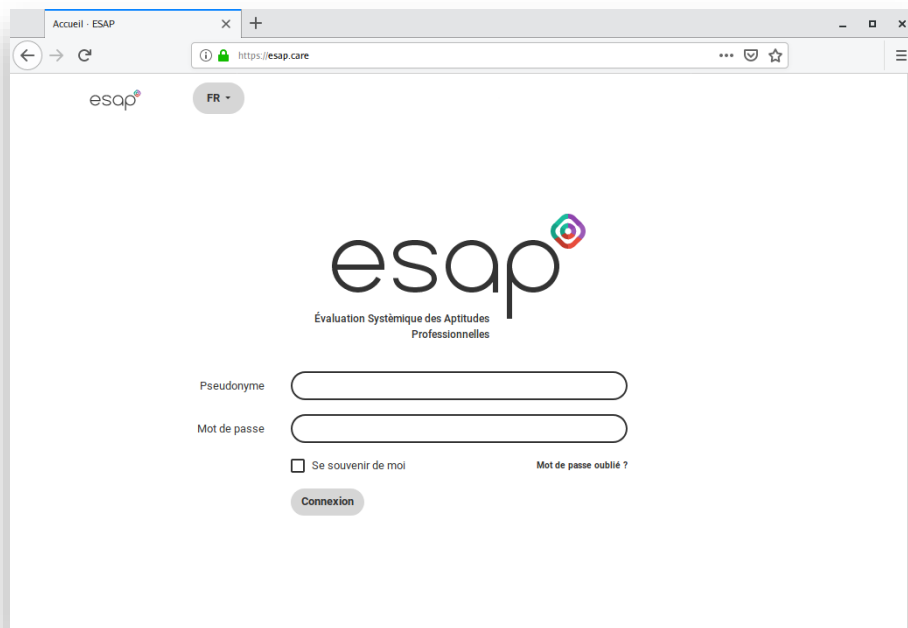 Accueil - ESAP
https://esap.care
esap
FR
esap
Évaluation Systèmique des Aptitudes
Professionnelles
Pseudonyme
Mot de passe
Se souvenir de moi
Mot de passe oublié ?
Connexion